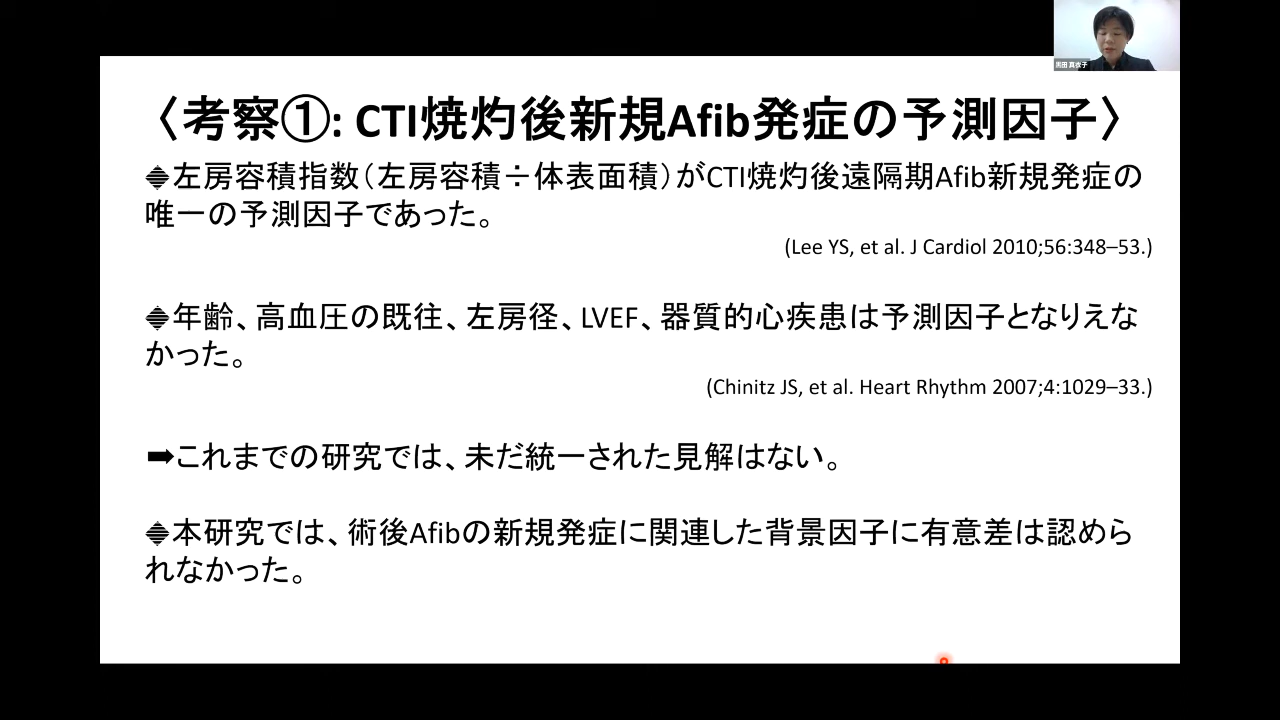 黒田 真衣子
〈考察①: CTI焼灼後新規Afib発症の予測因子〉
◆左房容積指数(左房容積÷体表面積)がCTI焼灼後遠隔期Afib新規発症の
唯一の予測因子であった。
(Lee YS, et al. J Cardiol 2010;56:348–53.)
◆年齢、高血圧の既往、左房径、LVEF、器質的心疾患は予測因子となりえな
かった。
(Chinitz JS, et al. Heart Rhythm 2007;4:1029–33.)
➡これまでの研究では、未だ統一された見解はない。
◆本研究では、術後Afibの新規発症に関連した背景因子に有意差は認めら
れなかった。